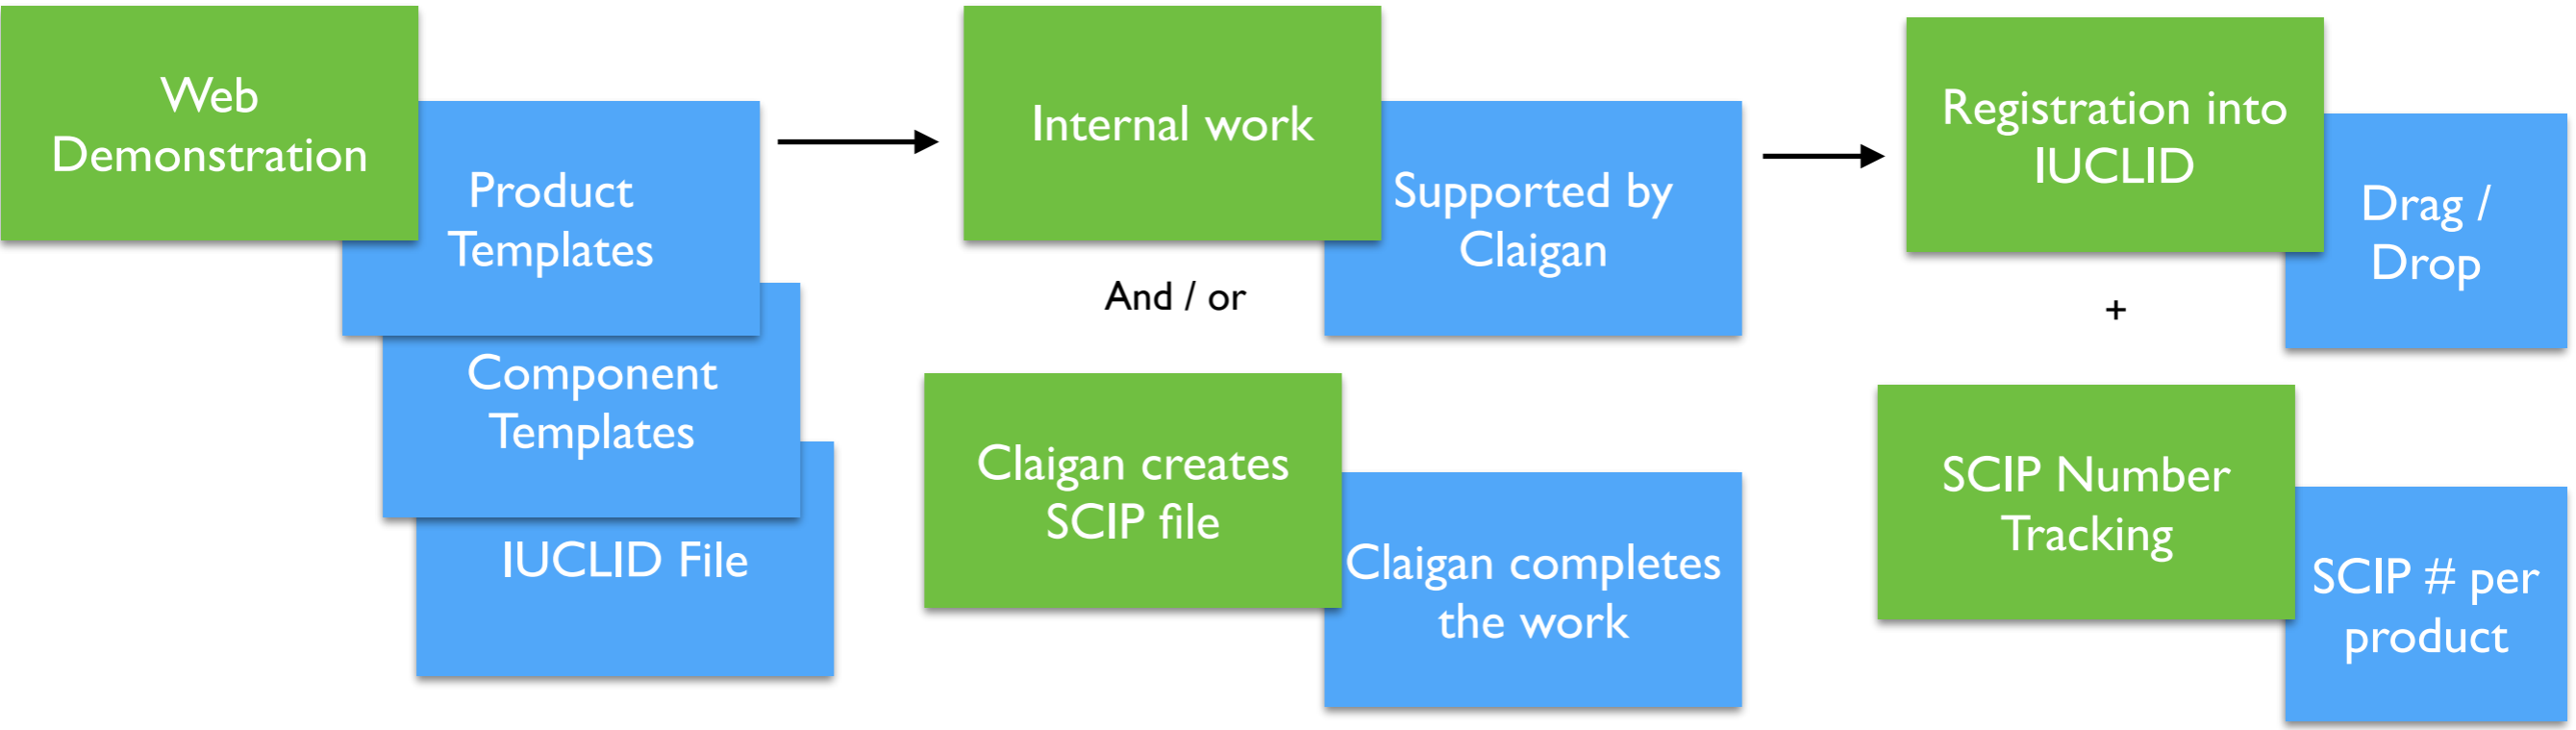 Web
Demonstration
Product
Templates
Component
Templates
IUCLID File
Internal work
Supported by
Claigan
And / or
Claigan creates
SCIP file
Claigan completes
the work
Registration into
IUCLID
Drag /
Drop
+
SCIP Number
Tracking
SCIP # per
product